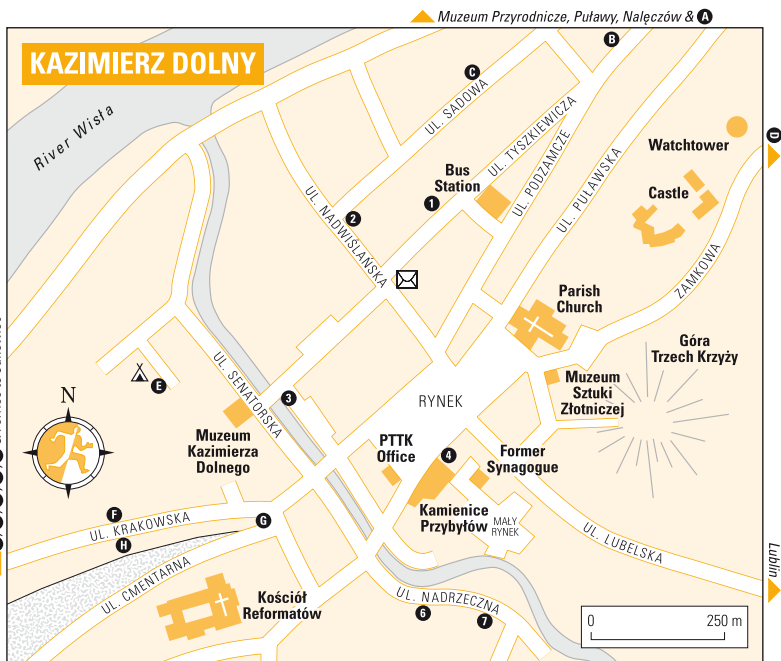 Muzeum Przyrodnicze, Puławy, Nałęczów & A
KAZIMIERZ DOLNY
B
C
UL. SADOWA
River Wisła
UL. TYSZKIEWICZA
D
Watchtower
Bus
Station
UL. PODZAMCZE
UL. PUŁAWSKA
Castle
1
2
UL. NADWIŚLAŃSKA
ZAMKOWA
Parish
Church
Góra
Trzech Krzyży
UL. SENATORSKA
E
N
3
RYNEK
Muzeum
Sztuki
Złotniczej
Muzeum
Kazimierza
Dolnego
PTTK
Office
4
Former
Synagogue
Kamienice
Przybyłów
MAŁY
RYNEK
F
UL. KRAKOWSKA
G
H
UL. LUBELSKA
Lublin
UL. CMENTARNA
Kościół
Reformatów
UL. NADRZECZNA
6
7
0
250 m